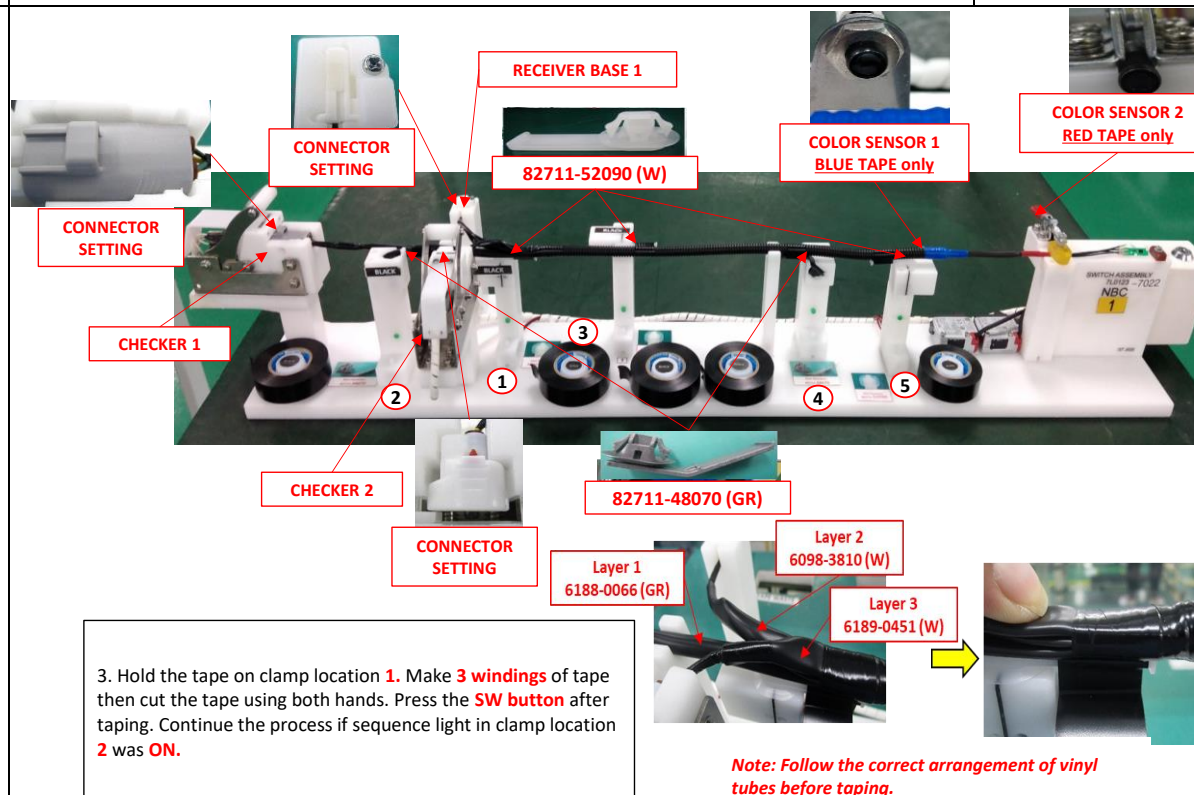 RECEIVER BASE 1
CONNECTOR
SETTING
82711-52090 (W)
COLOR SENSOR 1
BLUE TAPE only
COLOR SENSOR 2
RED TAPE only
CONNECTOR
SETTING
BLACK
BLACK
BLACK
SWITCH ASSEMBLY
7L0123-7022
NBC
1
CHECKER 1
3
1
2
4
5
CHECKER 2
82711-48070 (GR)
CONNECTOR
SETTING
Layer 1
6188-0066 (GR)
Layer 2
6098-3810 (W)
Layer 3
6189-0451 (W)
3. Hold the tape on clamp location 1. Make 3 windings of tape
then cut the tape using both hands. Press the SW button after
taping. Continue the process if sequence light in clamp location
2 was ON.
Note: Follow the correct arrangement of vinyl
tubes before taping.